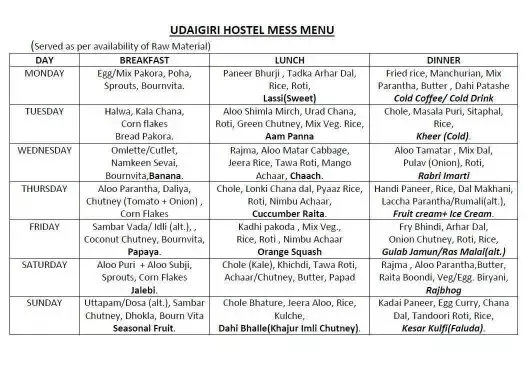 UDAIGIRI HOSTEL MESS MENU
(Served as per availability of Raw Material)
DAY BREAKFAST LUNCH DINNER
MONDAY Egg/Mix Pakora, Poha, Paneer Bhurji , Tadka Arhar Dal, Fried rice, Manchurian, Mix
Sprouts, Bournvita. Rice, Roti, Parantha, Butter , Dahi Patashe
Lassi(Sweet) Cold Coffee/ Cold Drink
TUESDAY Halwa, Kala Chana, Aloo Shimla Mirch, Urad Chana, Chole, Masala Puri, Sitaphal,
Corn flakes Roti, Green Chutney, Mix Veg. Rice, Rice,
Bread Pakora. Aam Panna Kheer (Cold).
WEDNESDAY Omlette/Cutlet, Rajma, Aloo Matar Cabbage, Aloo Tamatar , Mix Dal,
Namkeen Sevai, Jeera Rice, Tawa Roti, Mango Pulav (Onion), Roti,
Bournvita,Banana. Achaar, Chaach. Rabri Imarti
THURSDAY Aloo Parantha, Daliya, Chole, Lonki Chana dal, Pyaaz Rice, Handi Paneer, Rice, Dal Makhani,
Chutney (Tomato + Onion) , Roti, Nimbu Achaar, Laccha Parantha/Rumali(alt.),
Corn Flakes Cuccumber Raita. Fruit cream+ Ice Cream.
FRIDAY Sambar Vada/ Idli (alt.), , Kadhi pakoda , Mix Veg., Fry Bhindi, Arhar Dal,
Coconut Chutney, Bournvita, Rice, Roti , Nimbu Achaar Onion Chutney, Roti, Rice,
Papaya. Orange Squash Gulab Jamun/Ras Malai(alt.)
SATURDAY Aloo Puri + Aloo Subji, Chole (Kale), Khichdi, Tawa Roti, Rajma , Aloo Parantha,Butter,
Sprouts, Corn Flakes Achaar/Chutney, Butter, Papad Raita Boondi, Veg/Egg. Biryani,
Jalebi. Rajbhog
SUNDAY Uttapam/Dosa (alt.), Sambar Chole Bhature, Jeera Aloo, Rice, Kadai Paneer, Egg Curry, Chana
Chutney, Dhokla, Bourn Vita Kulche, Dal, Tandoori Roti, Rice,
Seasonal Fruit. Dahi Bhalle(Khajur Imli Chutney). Kesar Kulfi(Faluda).